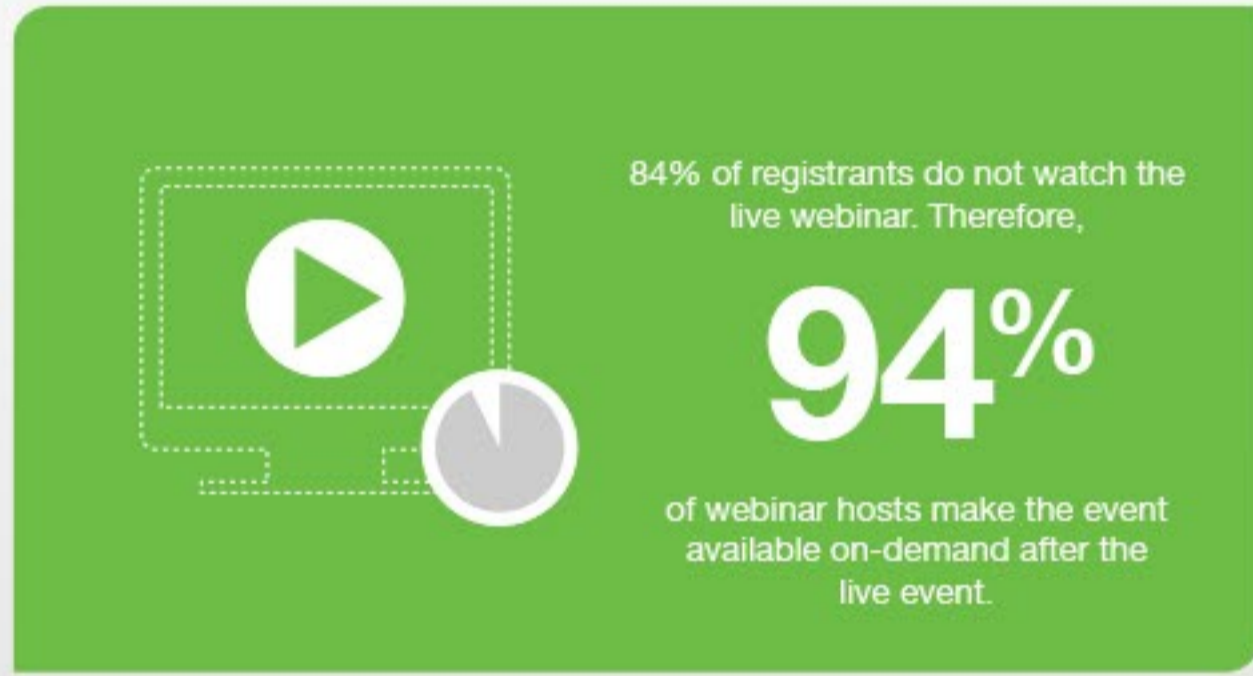 84% of registrants do not watch the
live webinar. Therefore,
94%
of webinar hosts make the event
available on-demand after the
live event.